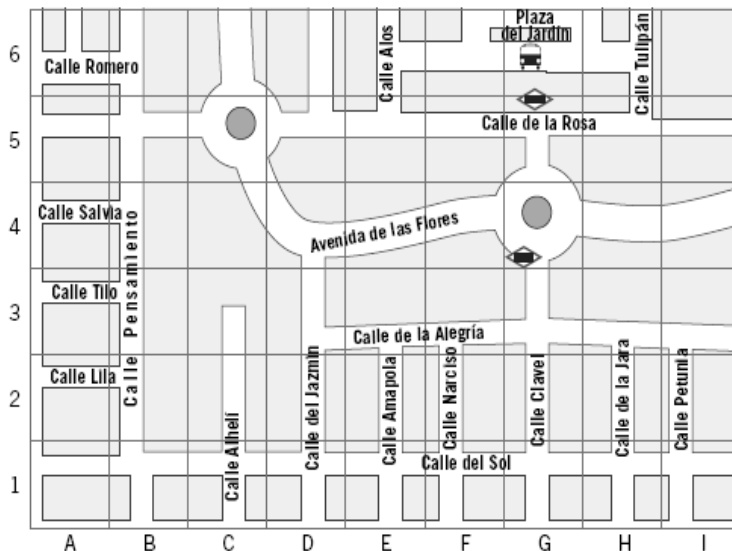 Plaza
del Jardín
6
Calle Alos
Calle Tulipán
Calle Romero
Calle de la Rosa
5
Calle Salvia
4
Avenida de las Flores
Calle Pensamiento
Calle Tilo
3
Calle de la Alegría
Calle Lila
2
Calle Alhelí
Calle del Jazmín
Calle Amapola
Calle Narciso
Calle Clavel
Calle de la Jara
Calle Petunia
Calle del Sol
1
A B C D E F G H I